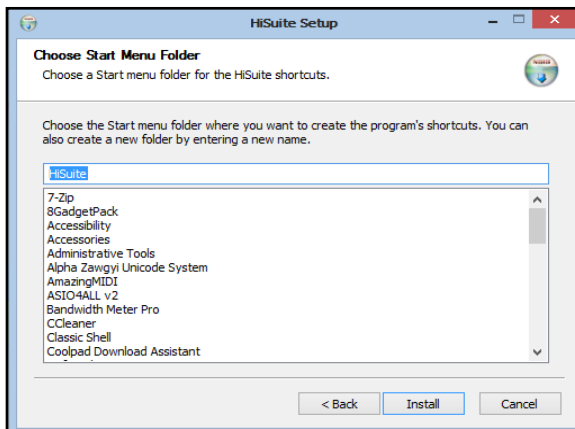 HiSuite Setup
Choose Start Menu Folder
Choose a Start menu folder for the HiSuite shortcuts.
Choose the Start menu folder where you want to create the program's shortcuts. You can
also create a new folder by entering a new name.
HiSuite
7-Zip
8GadgetPack
Accessibility
Accessories
Administrative Tools
Alpha Zawgyi Unicode System
AmazingMIDI
ASIO4ALL v2
Bandwidth Meter Pro
CCleaner
Classic Shell
Coolpad Download Assistant
< Back Install Cancel